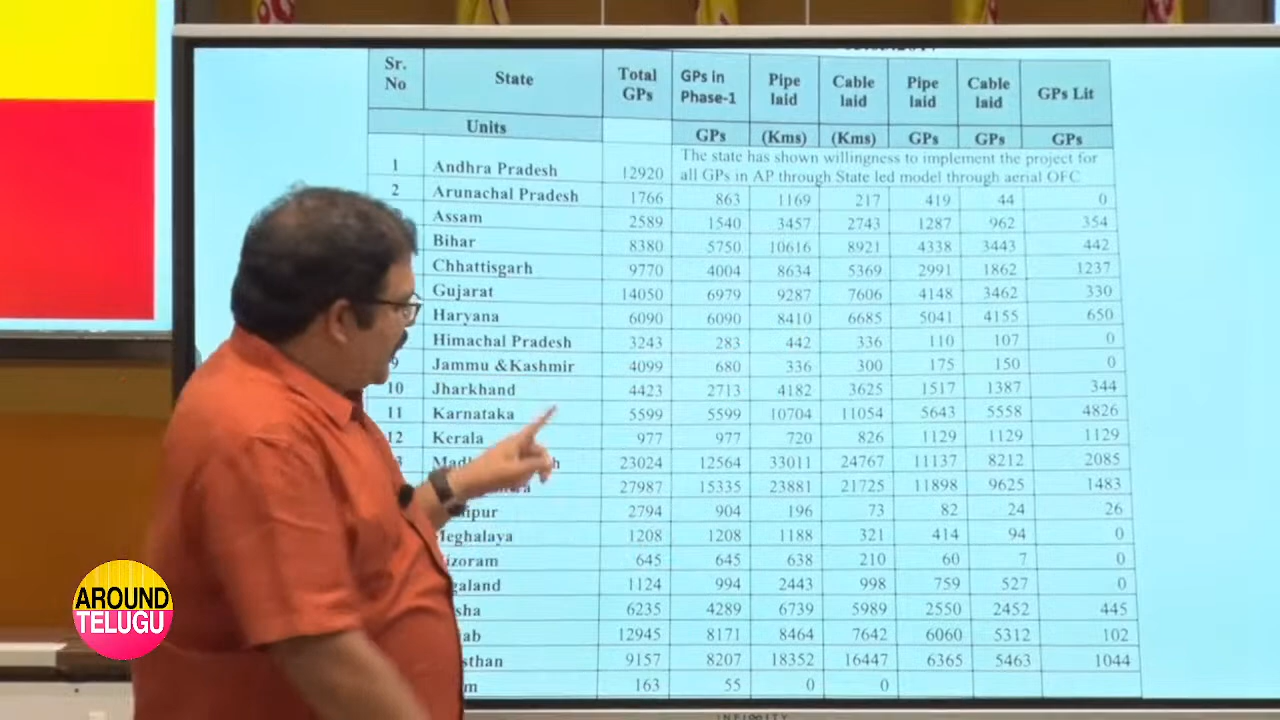 Sr. No State Total GPs GPs in Phase-1 Pipe laid Cable laid Pipe laid Cable laid GPs Lit
Units GPs (Kms) (Kms) GPs GPs GPs
1 Andhra Pradesh 12920 The state has shown willingness to implement the project for
all GPs in AP through State led model through aerial OFC
2 Arunachal Pradesh 1766 863 1169 217 419 44 0
Assam 2589 1540 3457 2743 1287 962 354
Bihar 8380 5750 10616 8921 4338 3443 442
Chhattisgarh 9770 4004 8634 5369 2991 1862 1237
Gujarat 14050 6979 9287 7606 4148 3462 330
Haryana 6090 6090 8410 6685 5041 4155 650
Himachal Pradesh 3243 283 442 336 110 107 0
9 Jammu &Kashmir 4099 680 336 300 175 150 0
10 Jharkhand 4423 2713 4182 3625 1517 1387 344
11 Karnataka 5599 5599 10704 11054 5643 5558 4826
12 Kerala 977 977 720 826 1129 1129 1129
23024 12564 33011 24767 11137 8212 2085
27987 15335 23881 21725 11898 9625 1483
2794 904 196 73 82 24 26
Meghalaya 1208 1208 1188 321 414 94 0
645 645 638 210 60 7 0
1124 994 2443 998 759 527 0
6235 4289 6739 5989 2550 2452 445
12945 8171 8464 7642 6060 5312 102
9157 8207 18352 16447 6365 5463 1044
163 55 0 0
AROUND
TELUGU
INFINITY